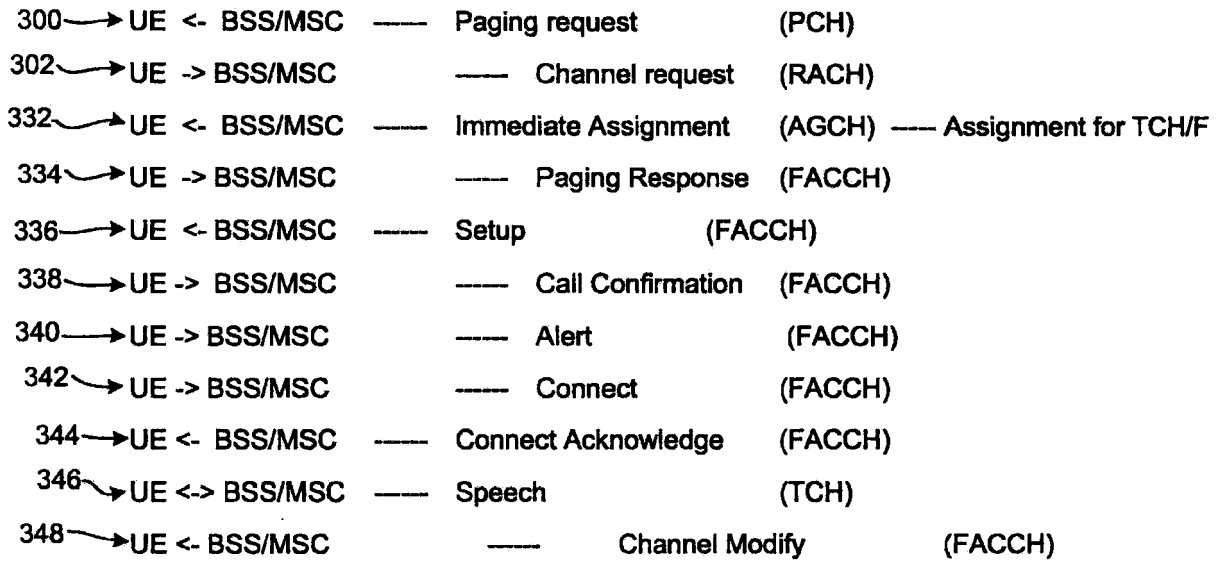 300 UE <- BSS/MSC ----- Paging request (PCH)
302 UE -> BSS/MSC ----- Channel request (RACH)
332 UE <- BSS/MSC ----- Immediate Assignment (AGCH) ---- Assignment for TCH/F
334 UE -> BSS/MSC ----- Paging Response (FACCH)
336 UE <- BSS/MSC ----- Setup (FACCH)
338 UE -> BSS/MSC ----- Call Confirmation (FACCH)
340 UE -> BSS/MSC ----- Alert (FACCH)
342 UE -> BSS/MSC ----- Connect (FACCH)
344 UE <- BSS/MSC ----- Connect Acknowledge (FACCH)
346 UE <-> BSS/MSC ----- Speech (TCH)
348 UE <- BSS/MSC ----- Channel Modify (FACCH)